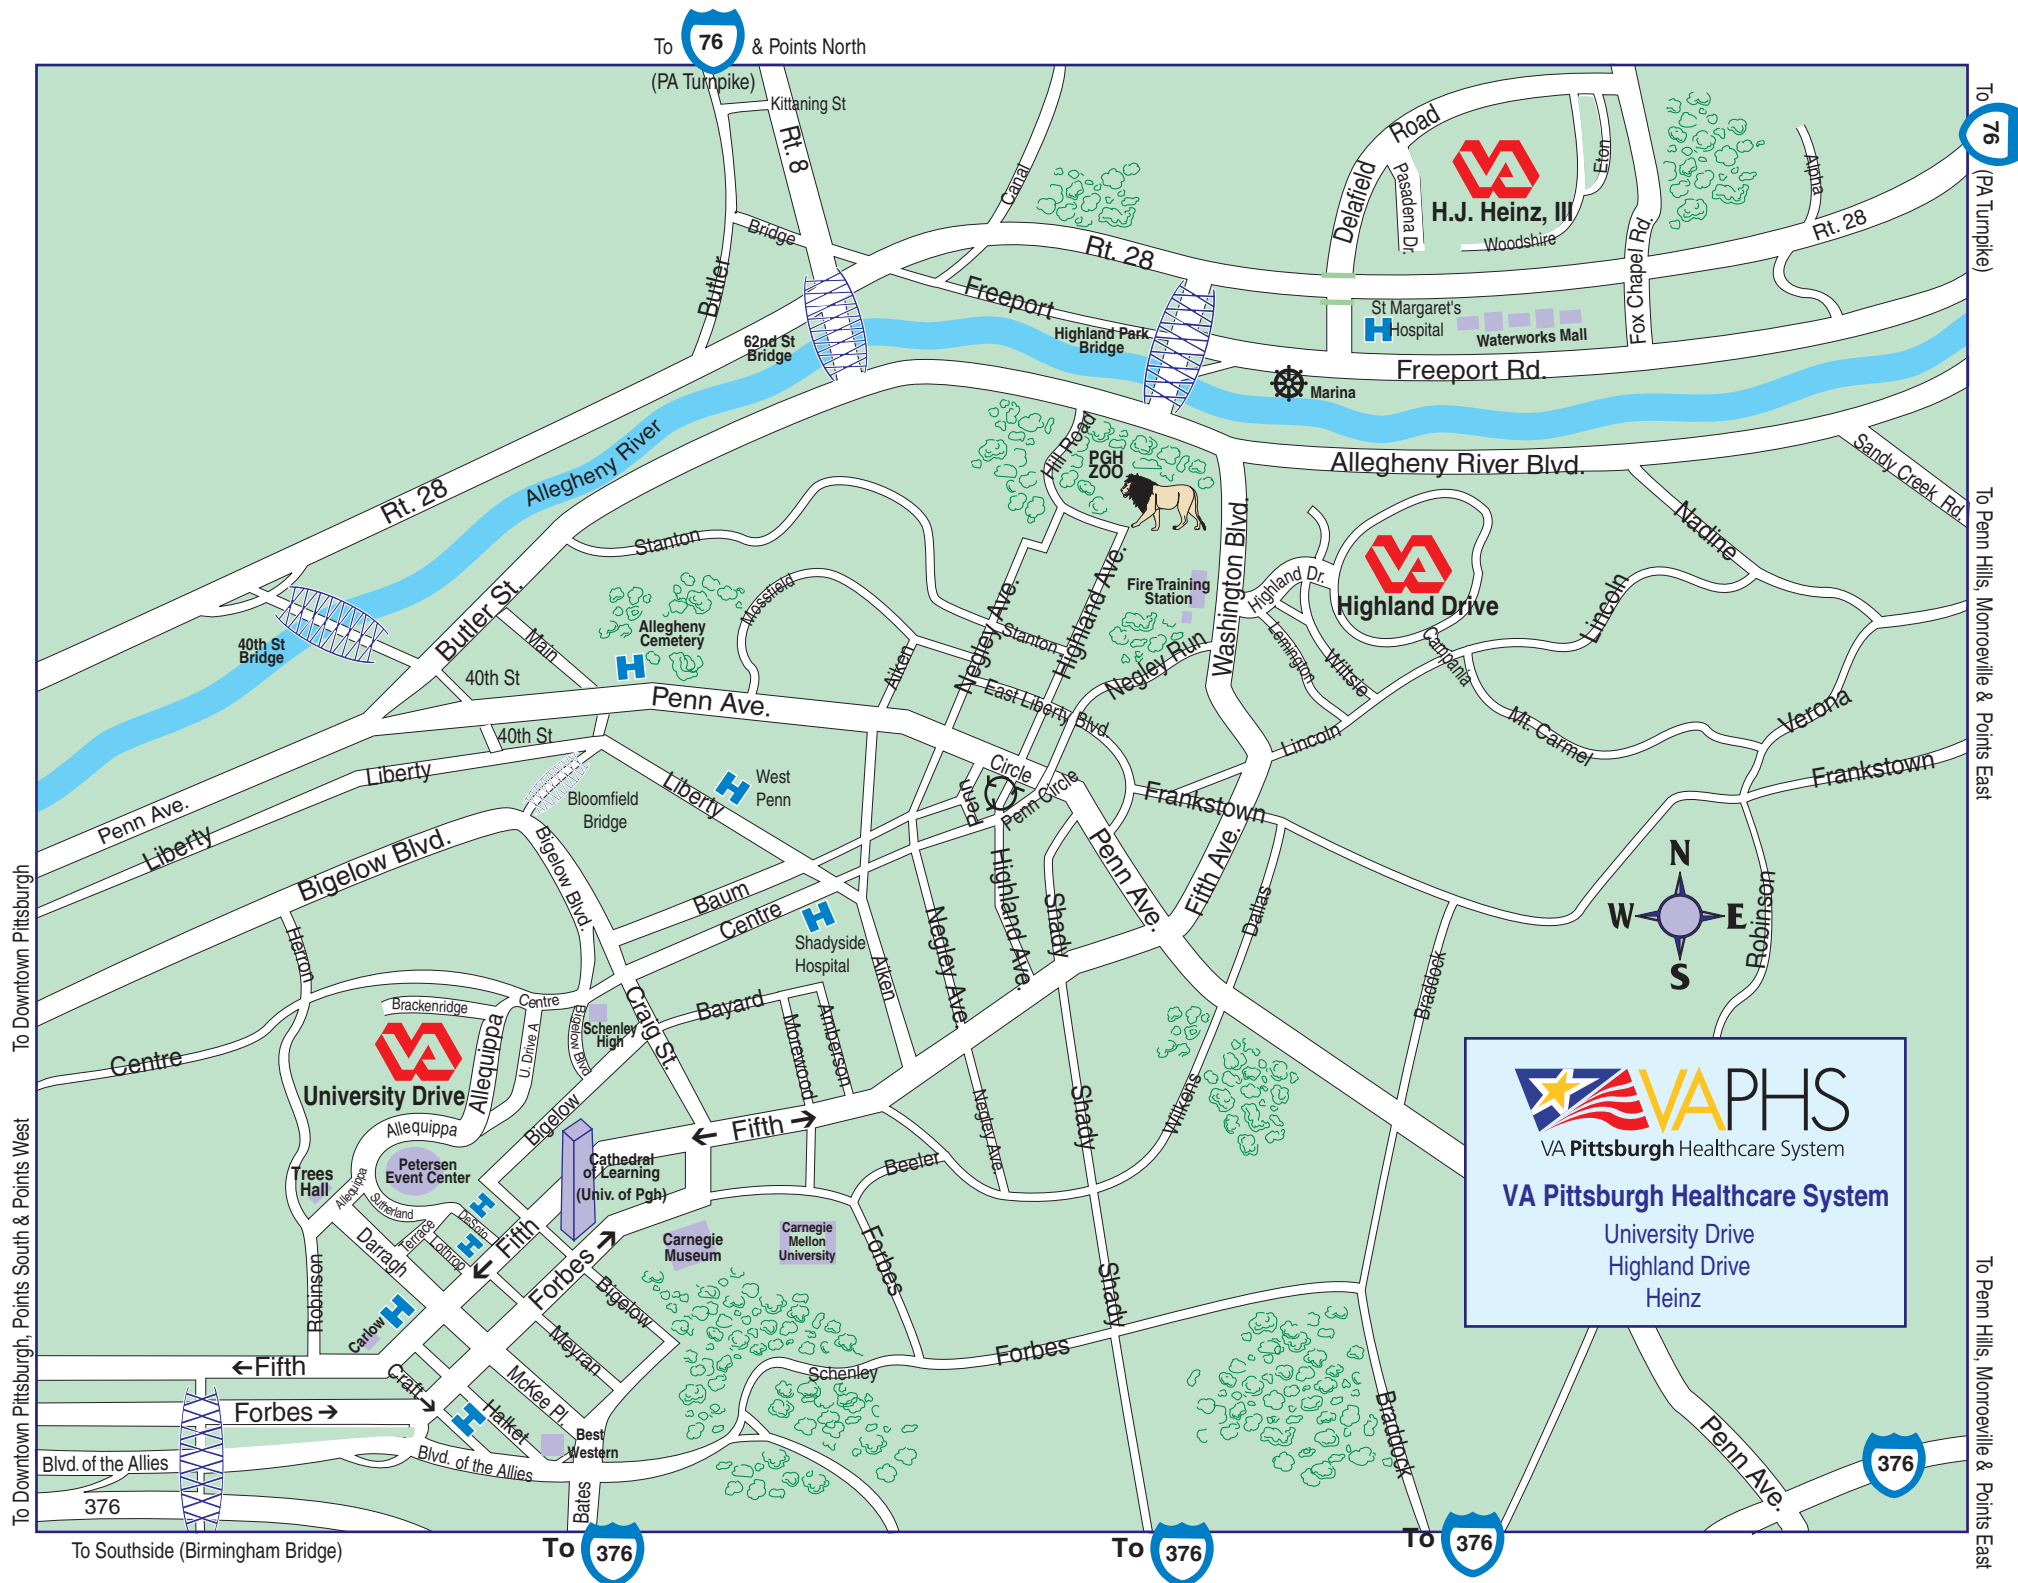 To 76 & Points North
(PA Turnpike)
Kittaning St
Rt. 8
Canal
Road
Delafield
Pasadena Dr.
VA
H.J. Heinz, III
Woodshire
Eton
Fox Chapel Rd.
Alpha
Rt. 28
To 76 (PA Turnpike)
Bridge
Butler
Rt. 28
Freeport
62nd St
Bridge
Highland Park
Bridge
St Margaret's
Hospital
H
Waterworks Mall
Freeport Rd.
Marina
Allegheny River
Rt. 28
Hill Road
PGH
ZOO
Allegheny River Blvd.
Sandy Creek Rd.
Nadine
Stanton
Mossfield
Butler St.
Main
Allegheny
Cemetery
H
40th St
Bridge
40th St
Penn Ave.
Aiken
Negley Ave.
Highland Ave.
Stanton
East Liberty Blvd.
Negley Run
Fire Training
Station
Washington Blvd.
Highland Dr.
VA
Highland Drive
Lemington
Wiltsie
Campania
Lincoln
Lincoln
Mt. Carmel
Verona
Frankstown
To Penn Hills, Monroeville & Points East
40th St
Liberty
Penn Ave.
Liberty
Bigelow Blvd.
Bloomfield
Bridge
Liberty
H
West
Penn
Circle
Penn
Penn Circle
Frankstown
Penn Ave.
Fifth Ave.
Bigelow Blvd.
Baum
Centre
H
Shadyside
Hospital
Aiken
Negley Ave.
Highland Ave.
Shady
Dallas
Braddock
N
W
E
S
Robinson
To Downtown Pittsburgh
Herron
Brackenridge
Centre
Centre
VA
University Drive
Allequippa
U. Drive A
Bigelow Blvd
Schenley
High
Craig St.
Bayard
Morewood
Amberson
Allequippa
Bigelow
Fifth
Negley Ave.
Shady
Wilkens
Petersen
Event Center
Trees
Hall
Allequippa
Sutherland
Terrace
DeSoto
H
H
Lothrop
Darragh
Cathedral
of Learning
(Univ. of Pgh)
Fifth
Forbes
Beeler
Carnegie
Museum
Carnegie
Mellon
University
Forbes
Shady
Robinson
Carlow
H
Bigelow
Meyran
McKee Pl.
Halket
Craft
H
Best
Western
Schenley
Forbes
Braddock
Fifth
Forbes
Blvd. of the Allies
Blvd. of the Allies
376
Bates
To Downtown Pittsburgh, Points South & Points West
VAPHS
VA Pittsburgh Healthcare System
VA Pittsburgh Healthcare System
University Drive
Highland Drive
Heinz
Penn Ave.
376
To Penn Hills, Monroeville & Points East
To Southside (Birmingham Bridge)
To 376
To 376
To 376